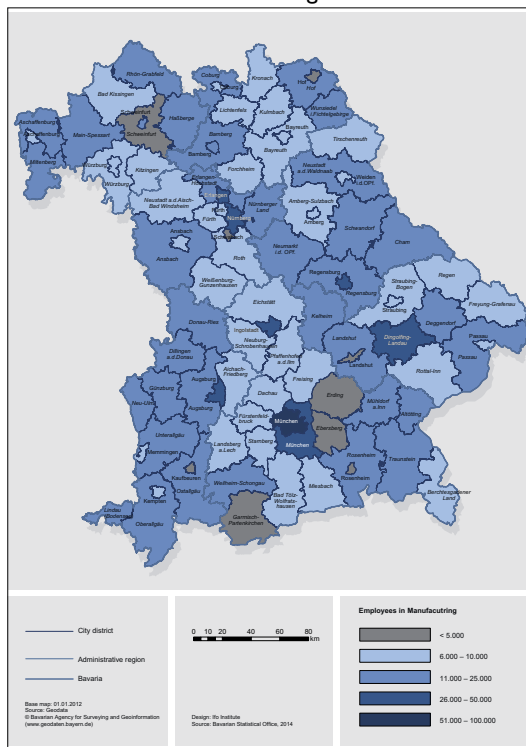 Rhön-Grabfeld
Coburg
Coburg
Kronach
Hof
Hof
Bad Kissingen
Lichtenfels
Kulmbach
Wunsiedel
i.Fichtelgebirge
Schweinfurt
Schweinfurt
Haßberge
Aschaffenburg
Aschaffenburg
Main-Spessart
Bamberg
Bamberg
Bayreuth
Bayreuth
Tirschenreuth
Miltenberg
Würzburg
Würzburg
Kitzingen
Erlangen-
Höchstadt
Forchheim
Neustadt
a.d.Waldnaab
Weiden
i.d.OPf.
Neustadt a.d.Aisch-
Bad Windsheim
Erlangen
Fürth
Fürth
Nürnberg
Nürnberger
Land
Amberg-Sulzbach
Amberg
Schwandorf
Ansbach
Ansbach
Schwabach
Roth
Neumarkt
i.d. OPf.
Cham
Weißenburg-
Gunzenhausen
Regensburg
Regensburg
Regen
Straubing-
Bogen
Straubing
Eichstätt
Freyung-Grafenau
Donau-Ries
Ingolstadt
Kelheim
Deggendorf
Neuburg-
Schrobenhausen
Landshut
Landshut
Dingolfing-
Landau
Passau
Passau
Dillingen
a.d.Donau
Pfaffenhofen
a.d.Ilm
Aichach-
Friedberg
Freising
Rottal-Inn
Günzburg
Augsburg
Augsburg
Neu-Ulm
Dachau
Erding
Mühldorf
a.Inn
Altötting
Fürstenfeld-
bruck
München
München
Ebersberg
Unterallgäu
Memmingen
Landsberg
a.Lech
Starnberg
Rosenheim
Rosenheim
Traunstein
Kaufbeuren
Ostallgäu
Weilheim-Schongau
Miesbach
Bad Tölz-
Wolfrats-
hausen
Berchtesgadener
Land
Kempten
Lindau
(Bodensee)
Oberallgäu
Garmisch-
Partenkirchen
City district
Administrative region
Bavaria
Base map: 01.01.2012
Source: Geodata
© Bavarian Agency for Surveying and Geoinformation
(www.geodaten.bayern.de)
0 10 20 40 60 80
km
Design: Ifo Institute
Source: Bavarian Statistical Office, 2014
Employees in Manufacutring
< 5.000
6.000 – 10.000
11.000 – 25.000
26.000 – 50.000
51.000 – 100.000